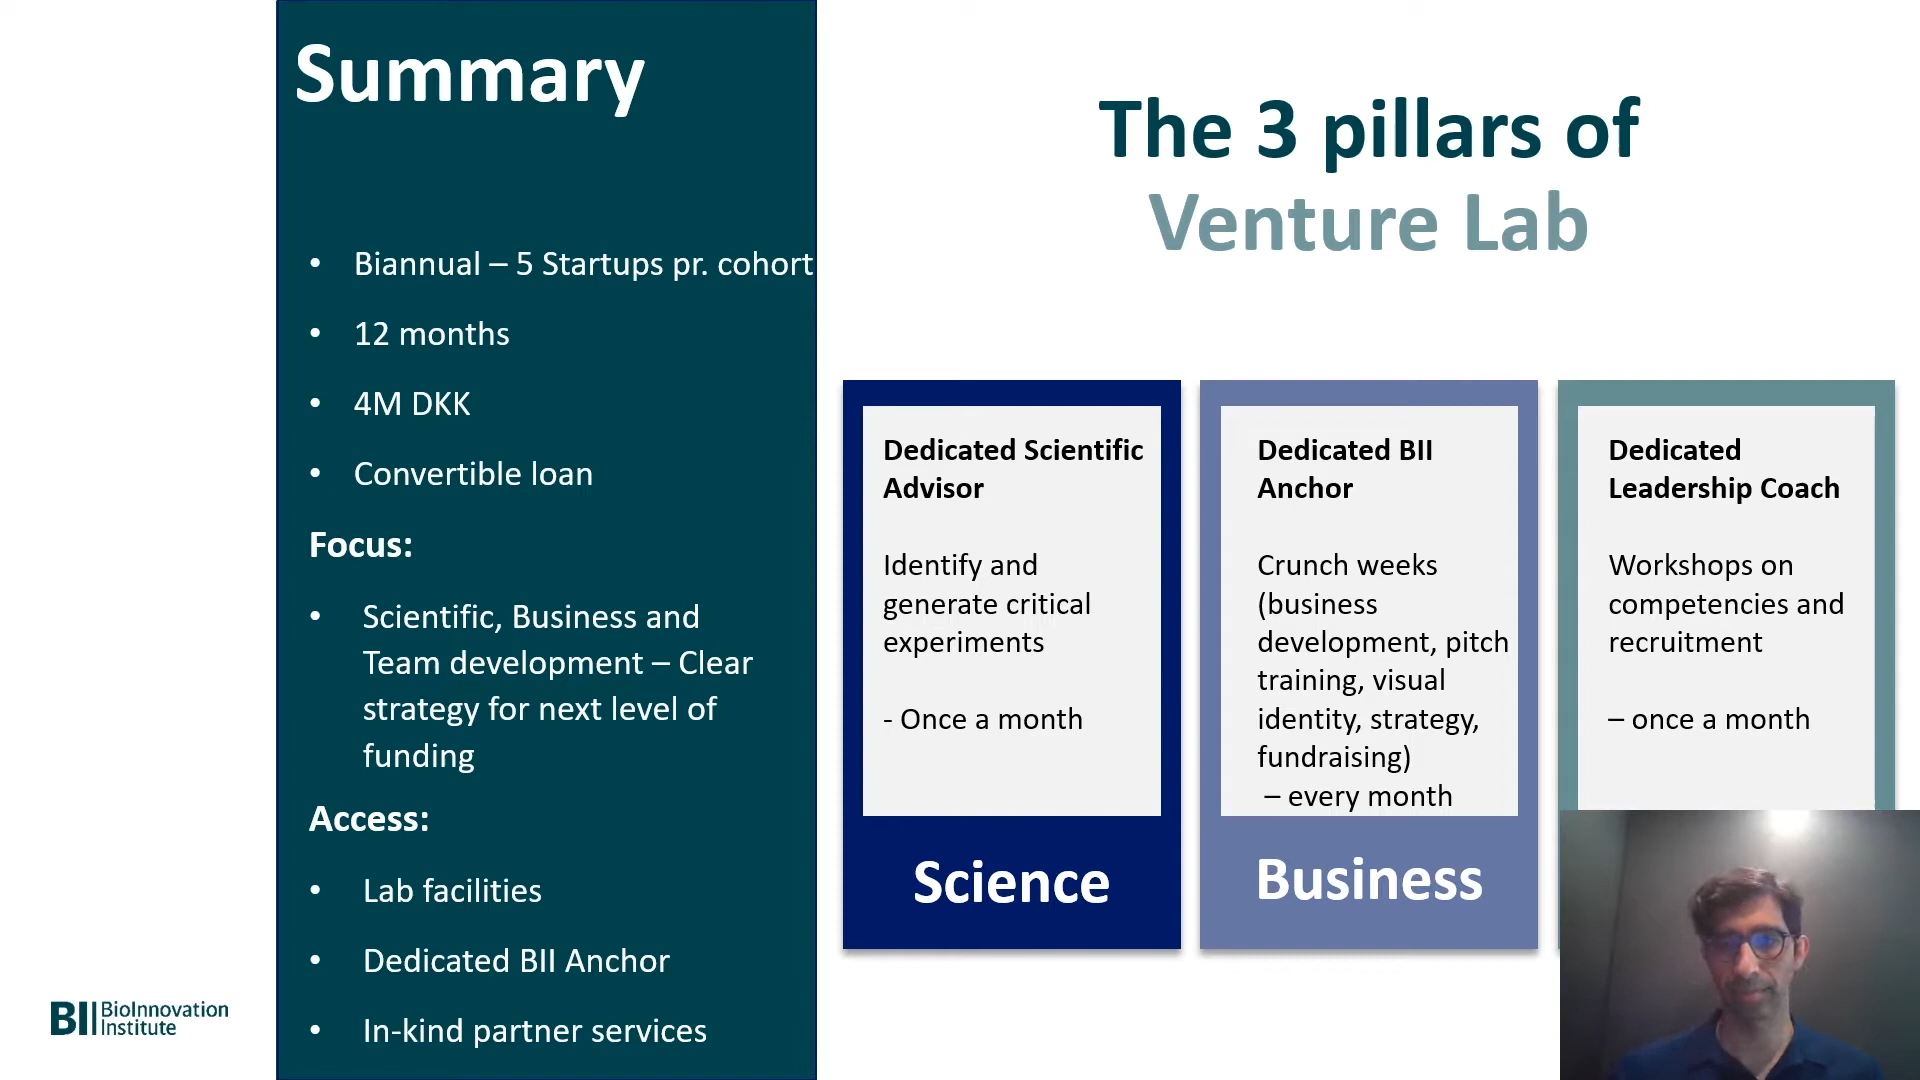 Summary
• Biannual – 5 Startups pr. cohort
• 12 months
• 4M DKK
• Convertible loan
Focus:
• Scientific, Business and
Team development – Clear
strategy for next level of
funding
Access:
• Lab facilities
• Dedicated BII Anchor
• In-kind partner services
The 3 pillars of
Venture Lab
Dedicated Scientific
Advisor
Identify and
generate critical
experiments
- Once a month
Science
Dedicated BII
Anchor
Crunch weeks
(business
development, pitch
training, visual
identity, strategy,
fundraising)
– every month
Business
Dedicated
Leadership Coach
Workshops on
competencies and
recruitment
– once a month
BII BioInnovation
Institute